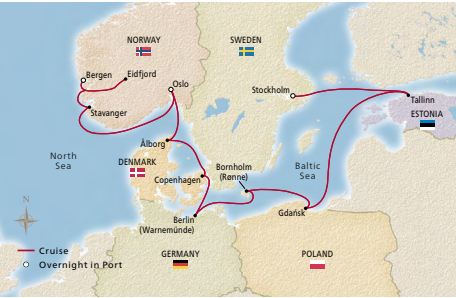 NORWAY
SWEDEN
Bergen
Eidfjord
Oslo
Stockholm
Stavanger
Tallinn
ESTONIA
Ålborg
North
Sea
DENMARK
Bornholm
(Rønne)
Baltic
Sea
Copenhagen
N
Gdańsk
Berlin
(Warnemünde)
Cruise
Overnight in Port
GERMANY
POLAND